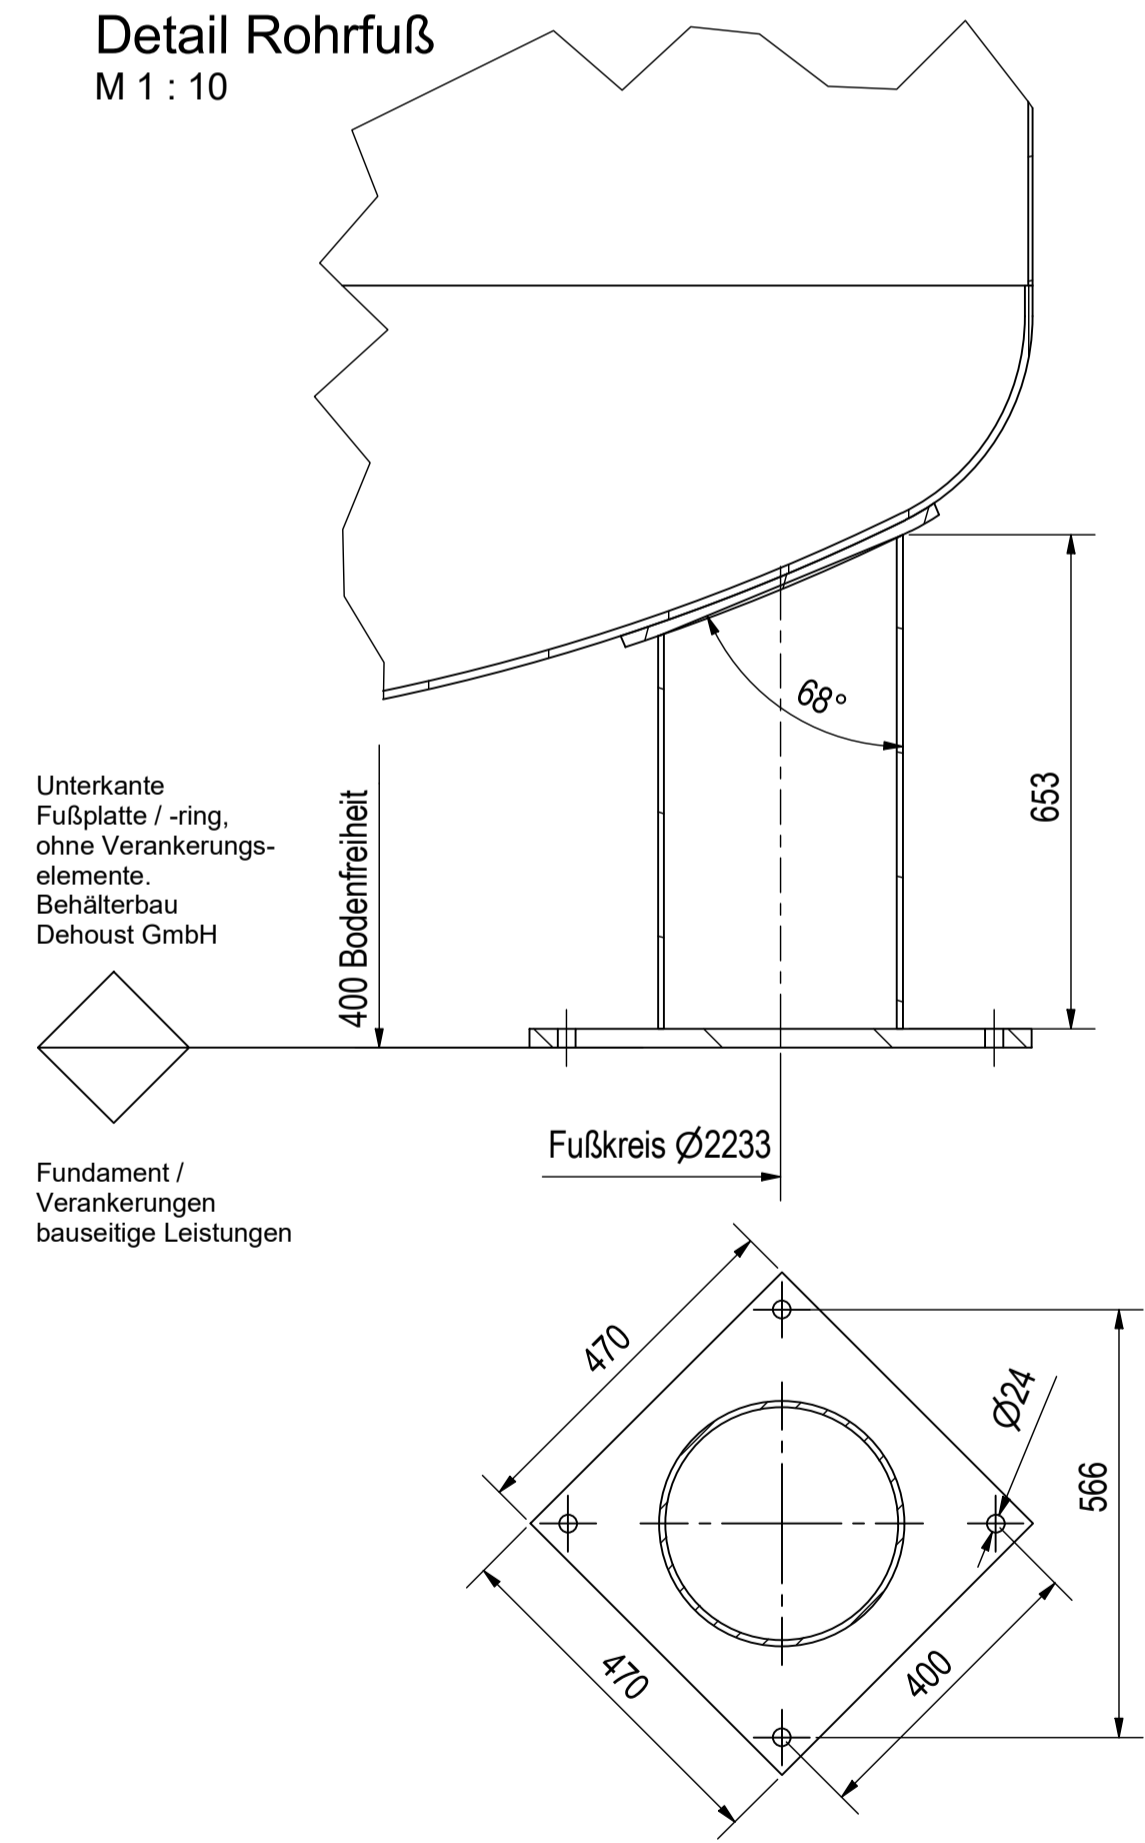 Detail Rohrfuß
M 1 : 10
68°
653
Unterkante
Fußplatte / -ring,
ohne Verankerungs-
elemente.
Behälterbau
Dehoust GmbH
400 Bodenfreiheit
Fußkreis Ø2233
Fundament /
Verankerungen
bauseitige Leistungen
470
Ø24
566
470
400